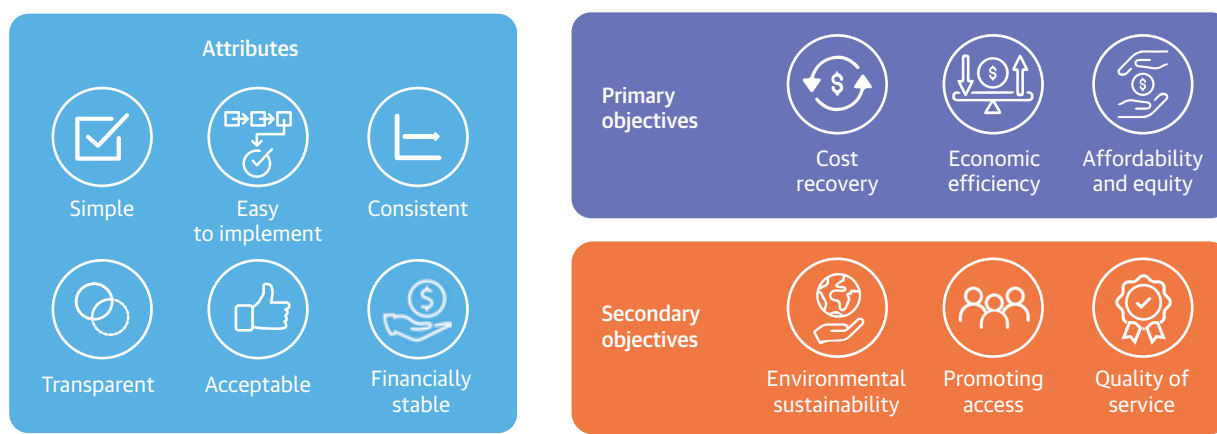 Attributes
Simple
Easy
to implement
Consistent
Transparent
Acceptable
Financially
stable
Primary
objectives
Cost
recovery
Economic
efficiency
Affordability
and equity
Secondary
objectives
Environmental
sustainability
Promoting
access
Quality of
service